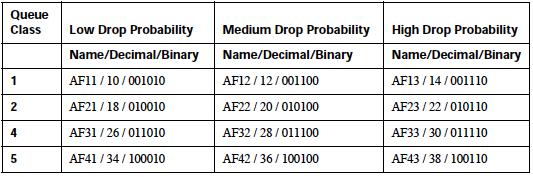 Queue Class Low Drop Probability Medium Drop Probability High Drop Probability
Name/Decimal/Binary Name/Decimal/Binary Name/Decimal/Binary
1 AF11 / 10 / 001010 AF12 / 12 / 001100 AF13 / 14 / 001110
2 AF21 / 18 / 010010 AF22 / 20 / 010100 AF23 / 22 / 010110
4 AF31 / 26 / 011010 AF32 / 28 / 011100 AF33 / 30 / 011110
5 AF41 / 34 / 100010 AF42 / 36 / 100100 AF43 / 38 / 100110